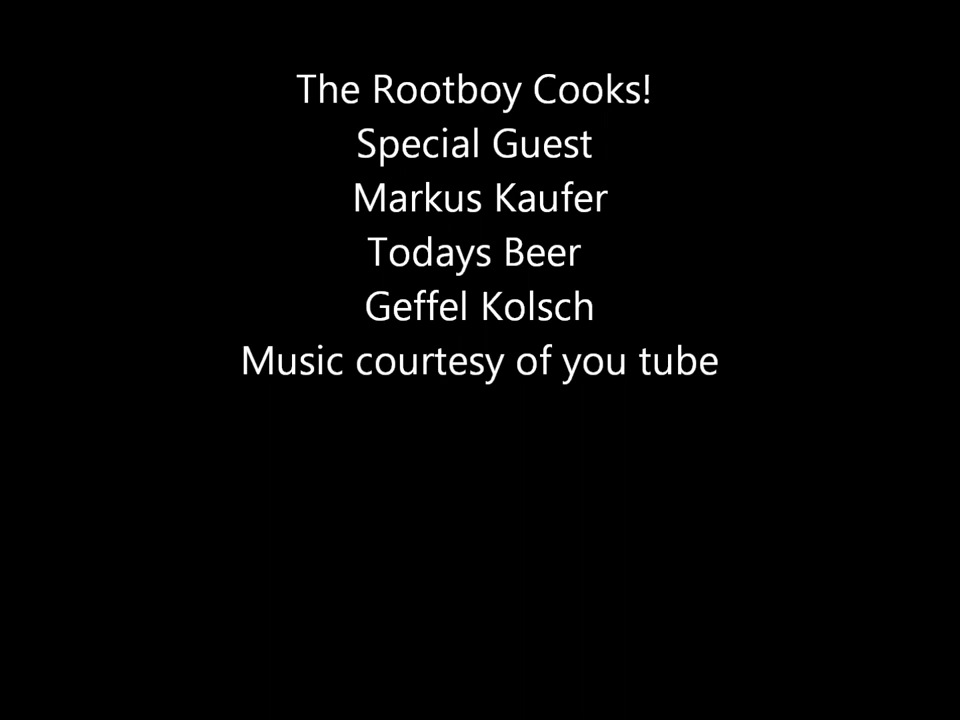 The Rootboy Cooks!
Special Guest
Markus Kaufer
Todays Beer
Geffel Kolsch
Music courtesy of you tube